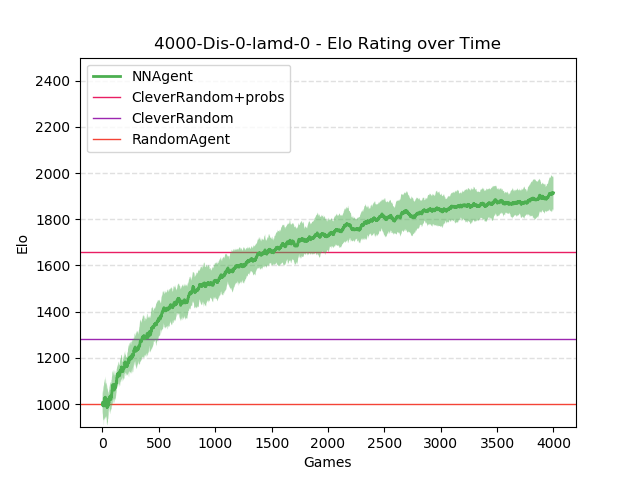 4000-Dis-0-lamd-0 - Elo Rating over Time
NNAgent
CleverRandom+probs
CleverRandom
RandomAgent
Elo
2400
2200
2000
1800
1600
1400
1200
1000
0 500 1000 1500 2000 2500 3000 3500 4000
Games